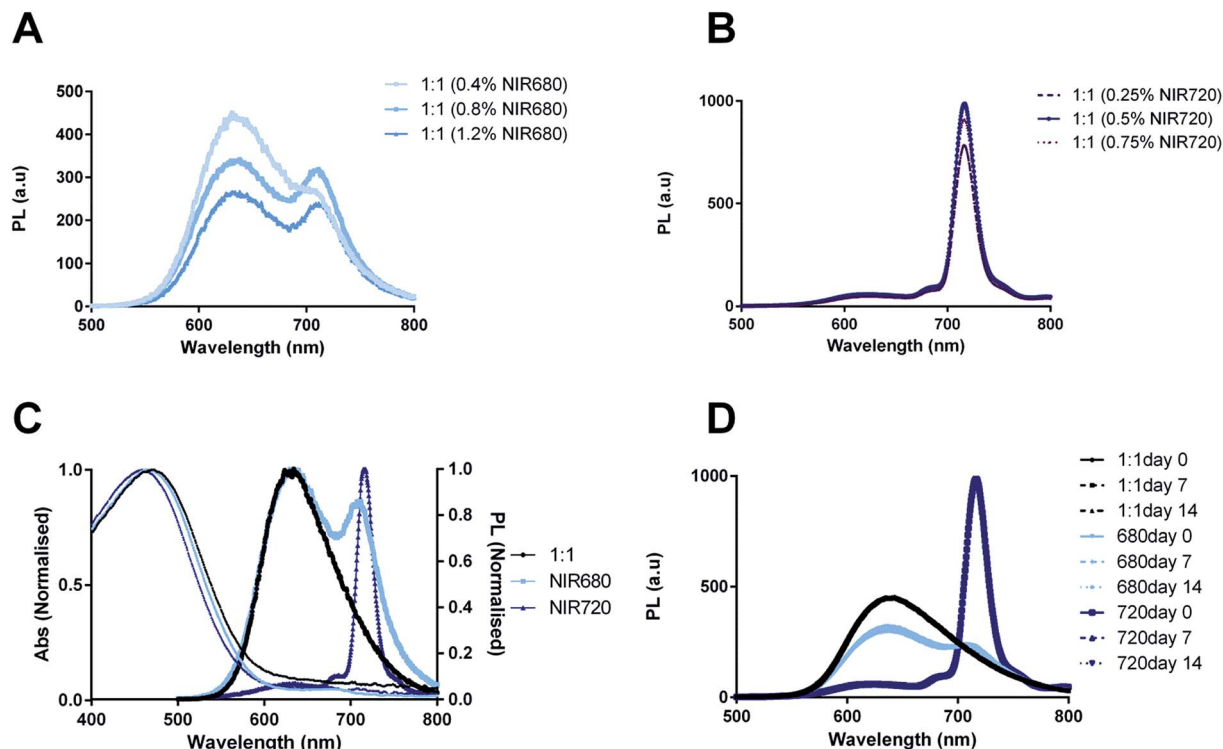 A
500
400
300
200
100
0
PL (a.u)
500 600 700 800
Wavelength (nm)
1:1 (0.4% NIR680)
1:1 (0.8% NIR680)
1:1 (1.2% NIR680)
B
1000
500
0
PL (a.u)
500 600 700 800
Wavelength (nm)
1:1 (0.25% NIR720)
1:1 (0.5% NIR720)
1:1 (0.75% NIR720)
C
1.0
0.5
0.0
Abs (Normalised)
400 500 600 700 800
Wavelength (nm)
1.0
0.8
0.6
0.4
0.2
0.0
PL (Normalised)
1:1
NIR680
NIR720
D
1000
500
0
PL (a.u)
500 600 700 800
Wavelength (nm)
1:1day 0
1:1day 7
1:1day 14
680day 0
680day 7
680day 14
720day 0
720day 7
720day 14